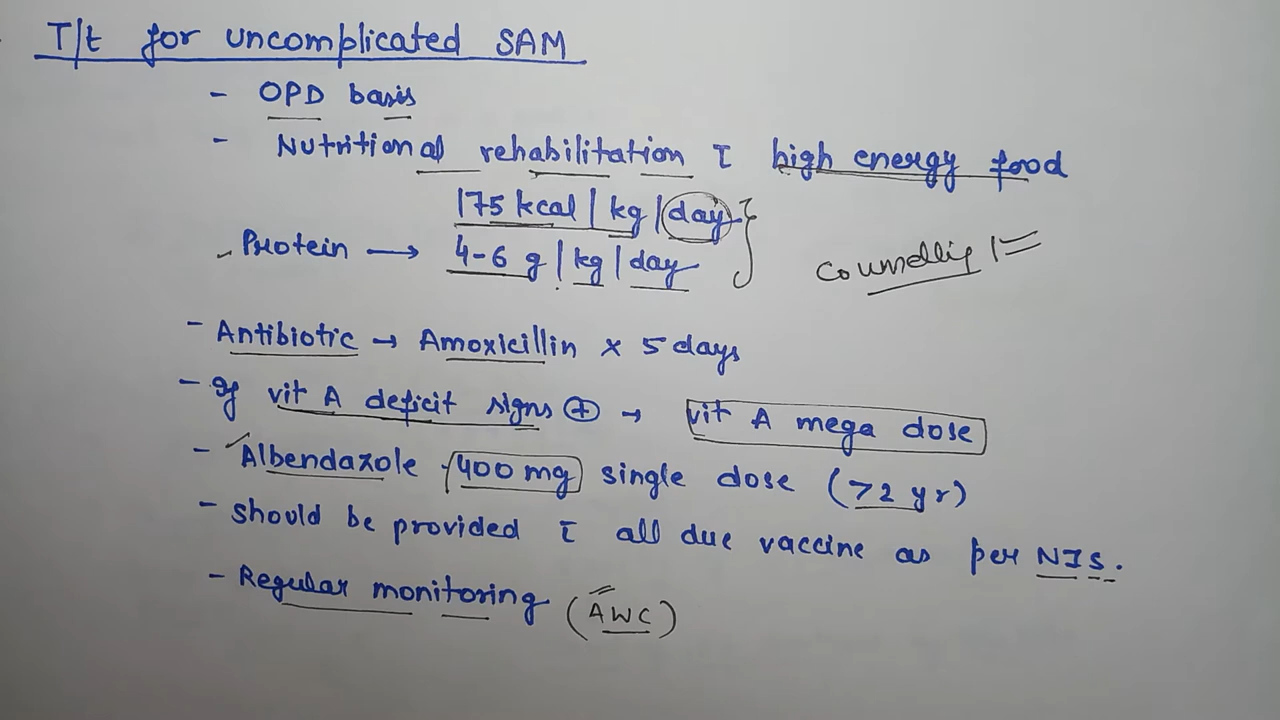 T/t for uncomplicated SAM
- OPD basis
- Nutritional rehabilitation c̄ high energy food
175 kcal/kg/day
- Protein → 4-6 g/kg/day
Counselling
- Antibiotic → Amoxicillin x 5 days
- If vit A deficit signs ⊕ → vit A mega dose
- Albendazole 400 mg single dose (>2 yr)
- should be provided c̄ all due vaccine as per NIS.
- Regular monitoring (AWC)